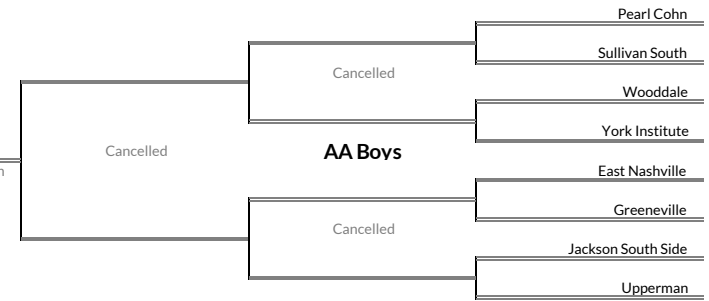 Pearl Cohn
Sullivan South
Cancelled
Wooddale
York Institute
Cancelled
AA Boys
East Nashville
Greeneville
Cancelled
Jackson South Side
Upperman